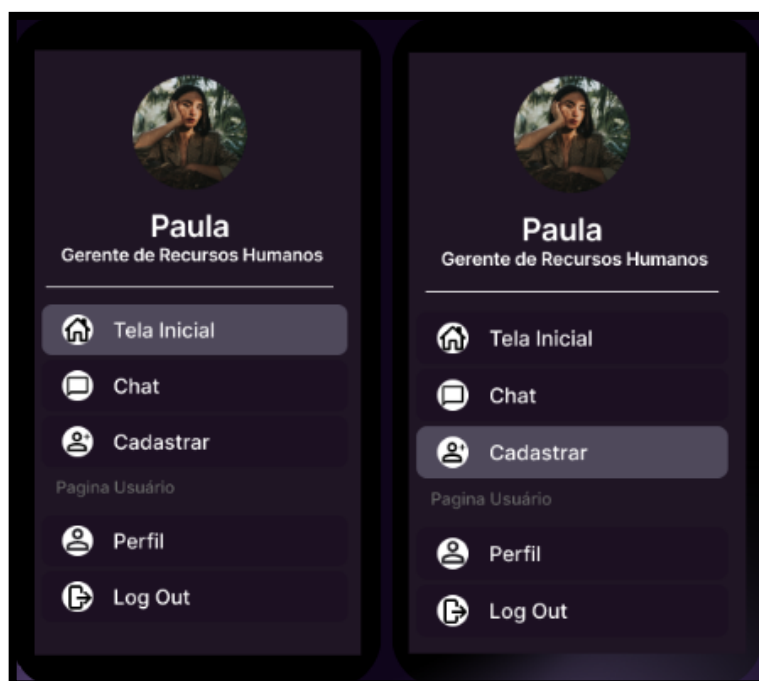 Paula
Gerente de Recursos Humanos
Tela Inicial
Chat
Cadastrar
Pagina Usuário
Perfil
Log Out
Paula
Gerente de Recursos Humanos
Tela Inicial
Chat
Cadastrar
Pagina Usuário
Perfil
Log Out